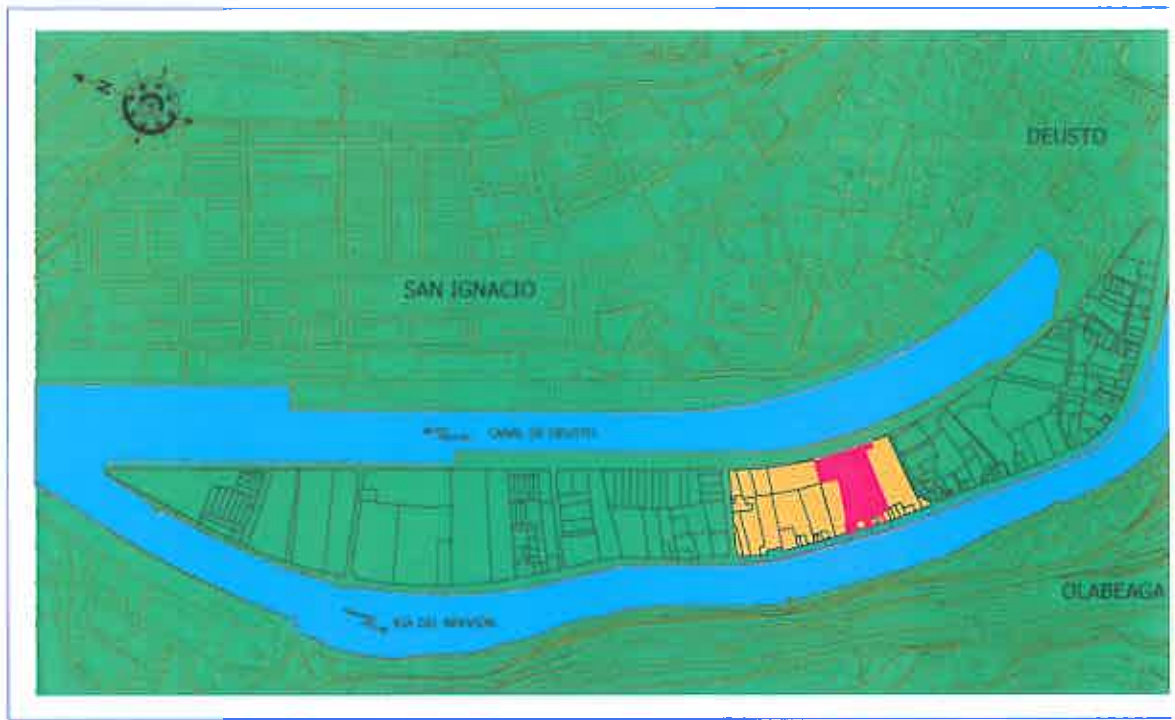 N
DEUSTO
SAN IGNACIO
CANAL DE DEUSTO
RIA DEL NERVION
OLABEAGA